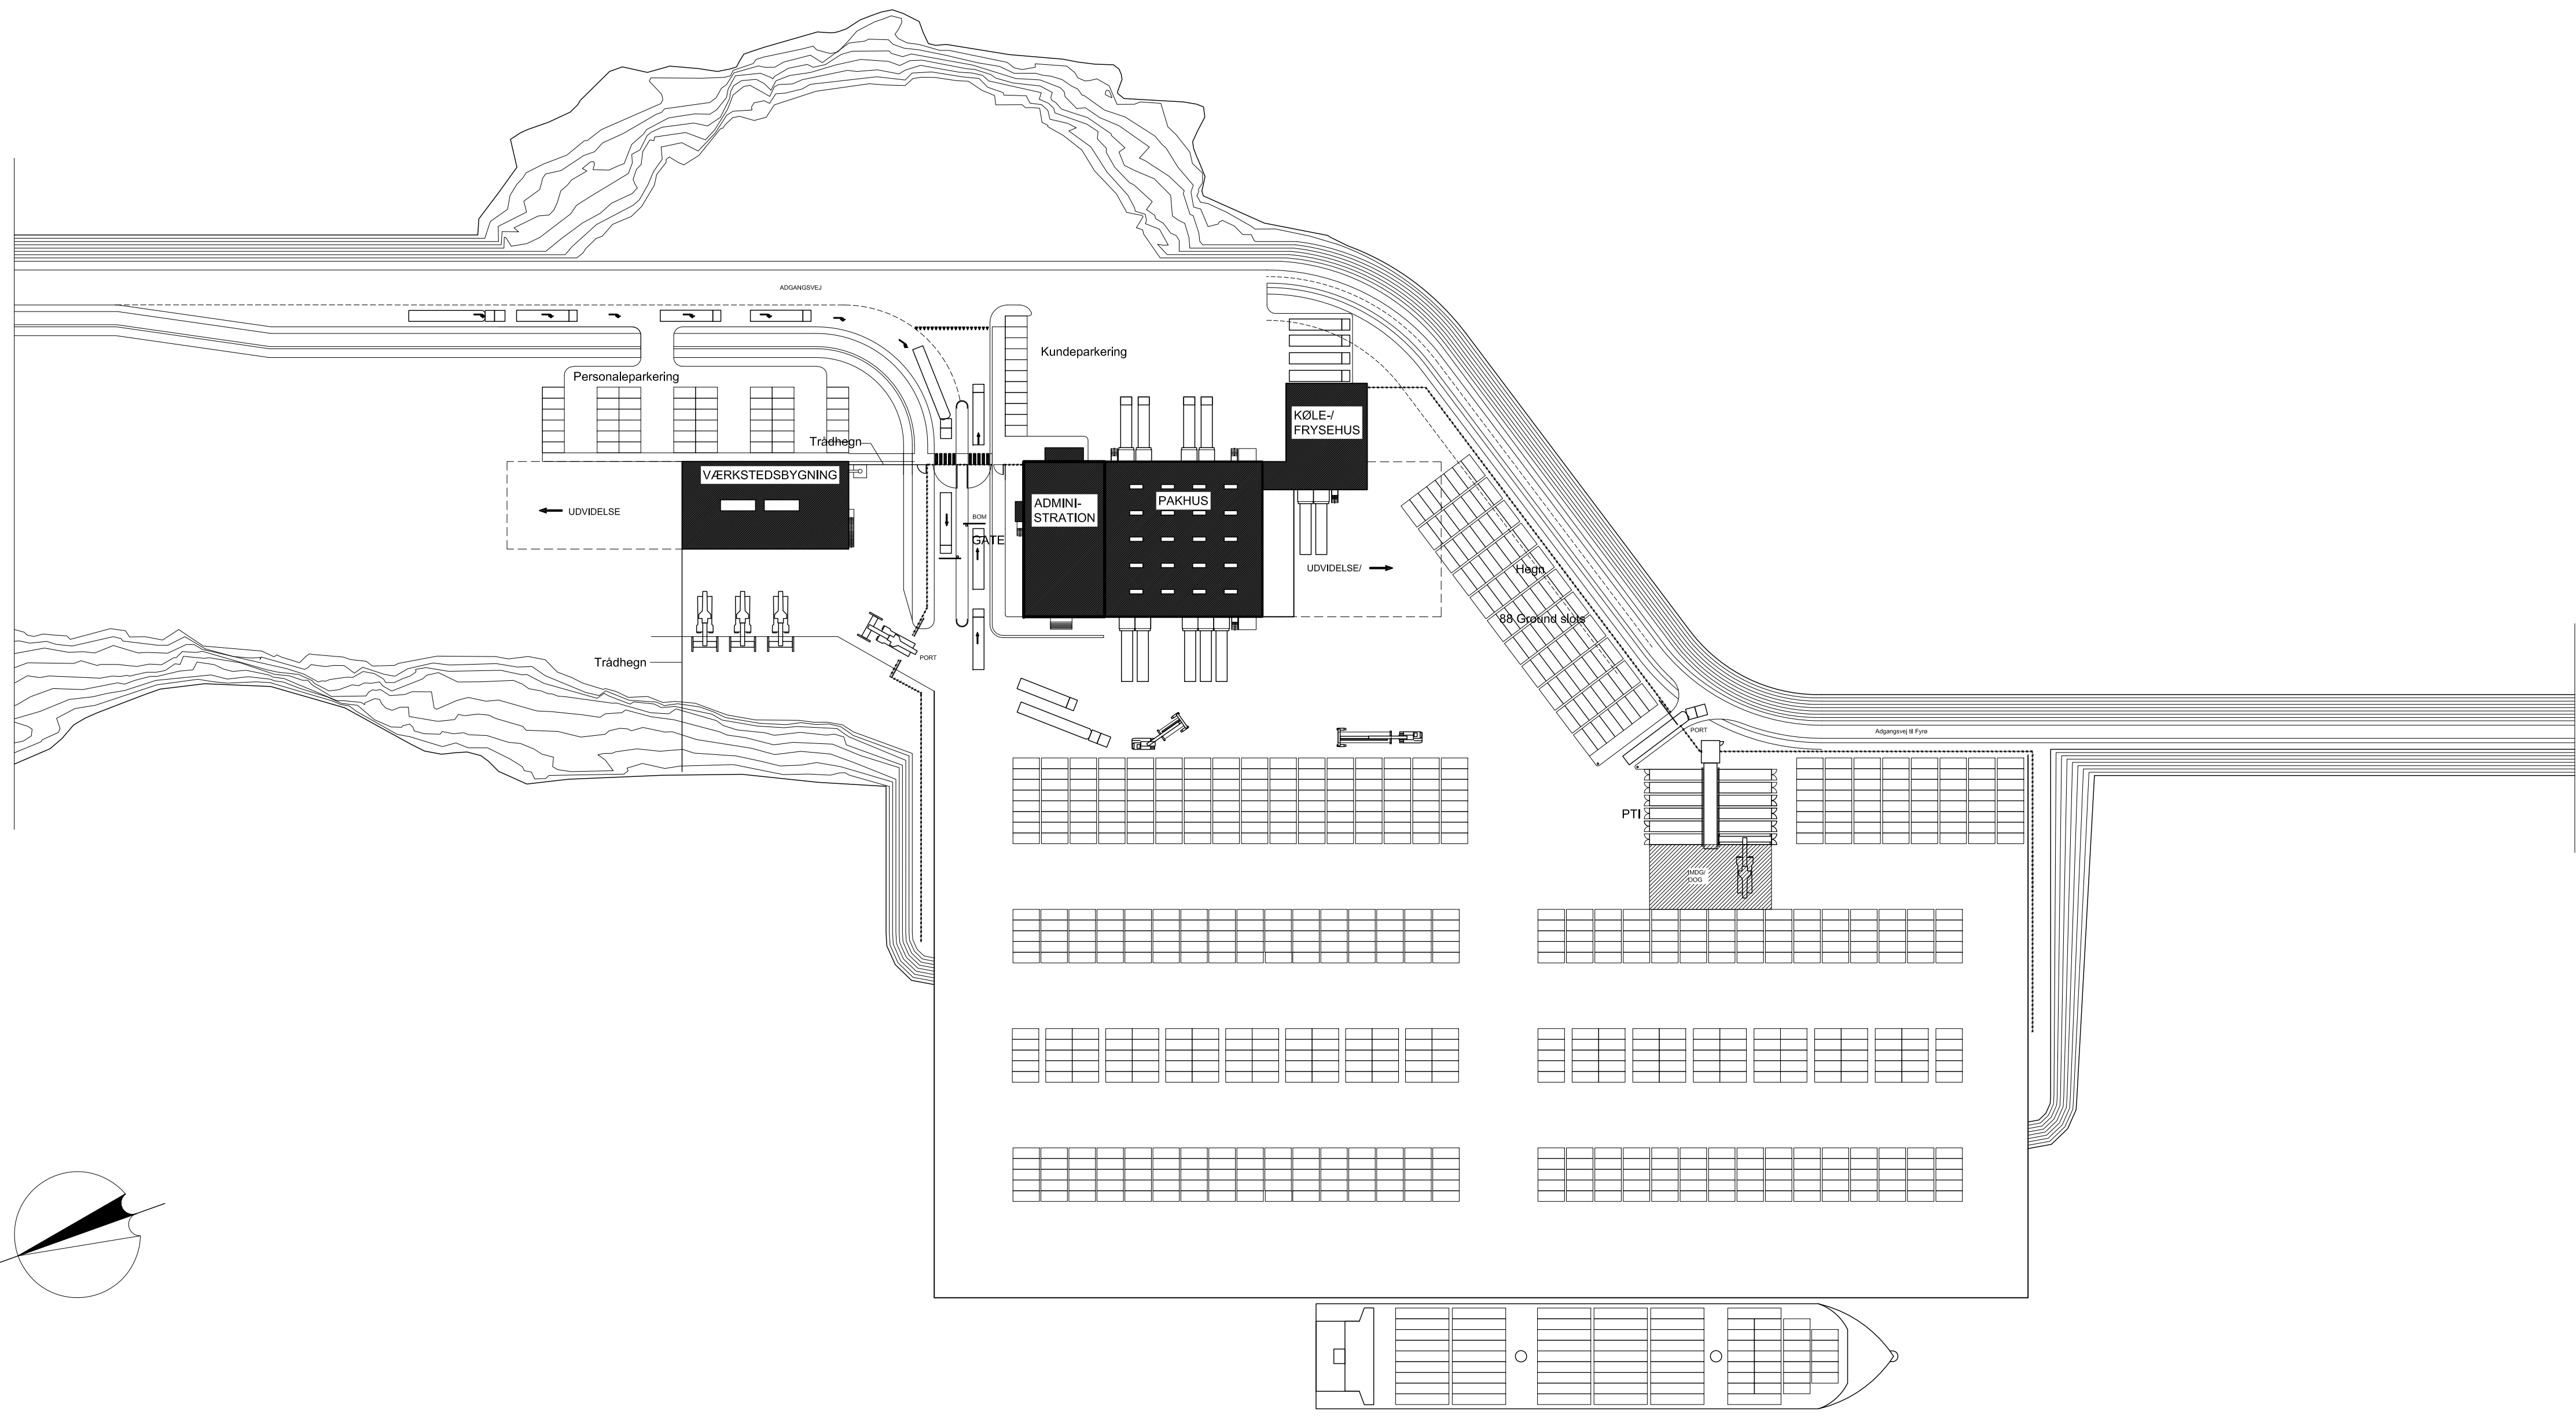 ADGANGSVEJ
Kundeparkering
Personaleparkering
KØLE-/
FRYSEHUS
Trådhegn
VÆRKSTEDSBYGNING
ADMINI-
STRATION
PAKHUS
UDVIDELSE
BOM
GATE
UDVIDELSE/
Hegn
88 Ground slots
PORT
Trådhegn
PORT
Adgangsvej til Fyrø
PTI
IMDG/
OOG